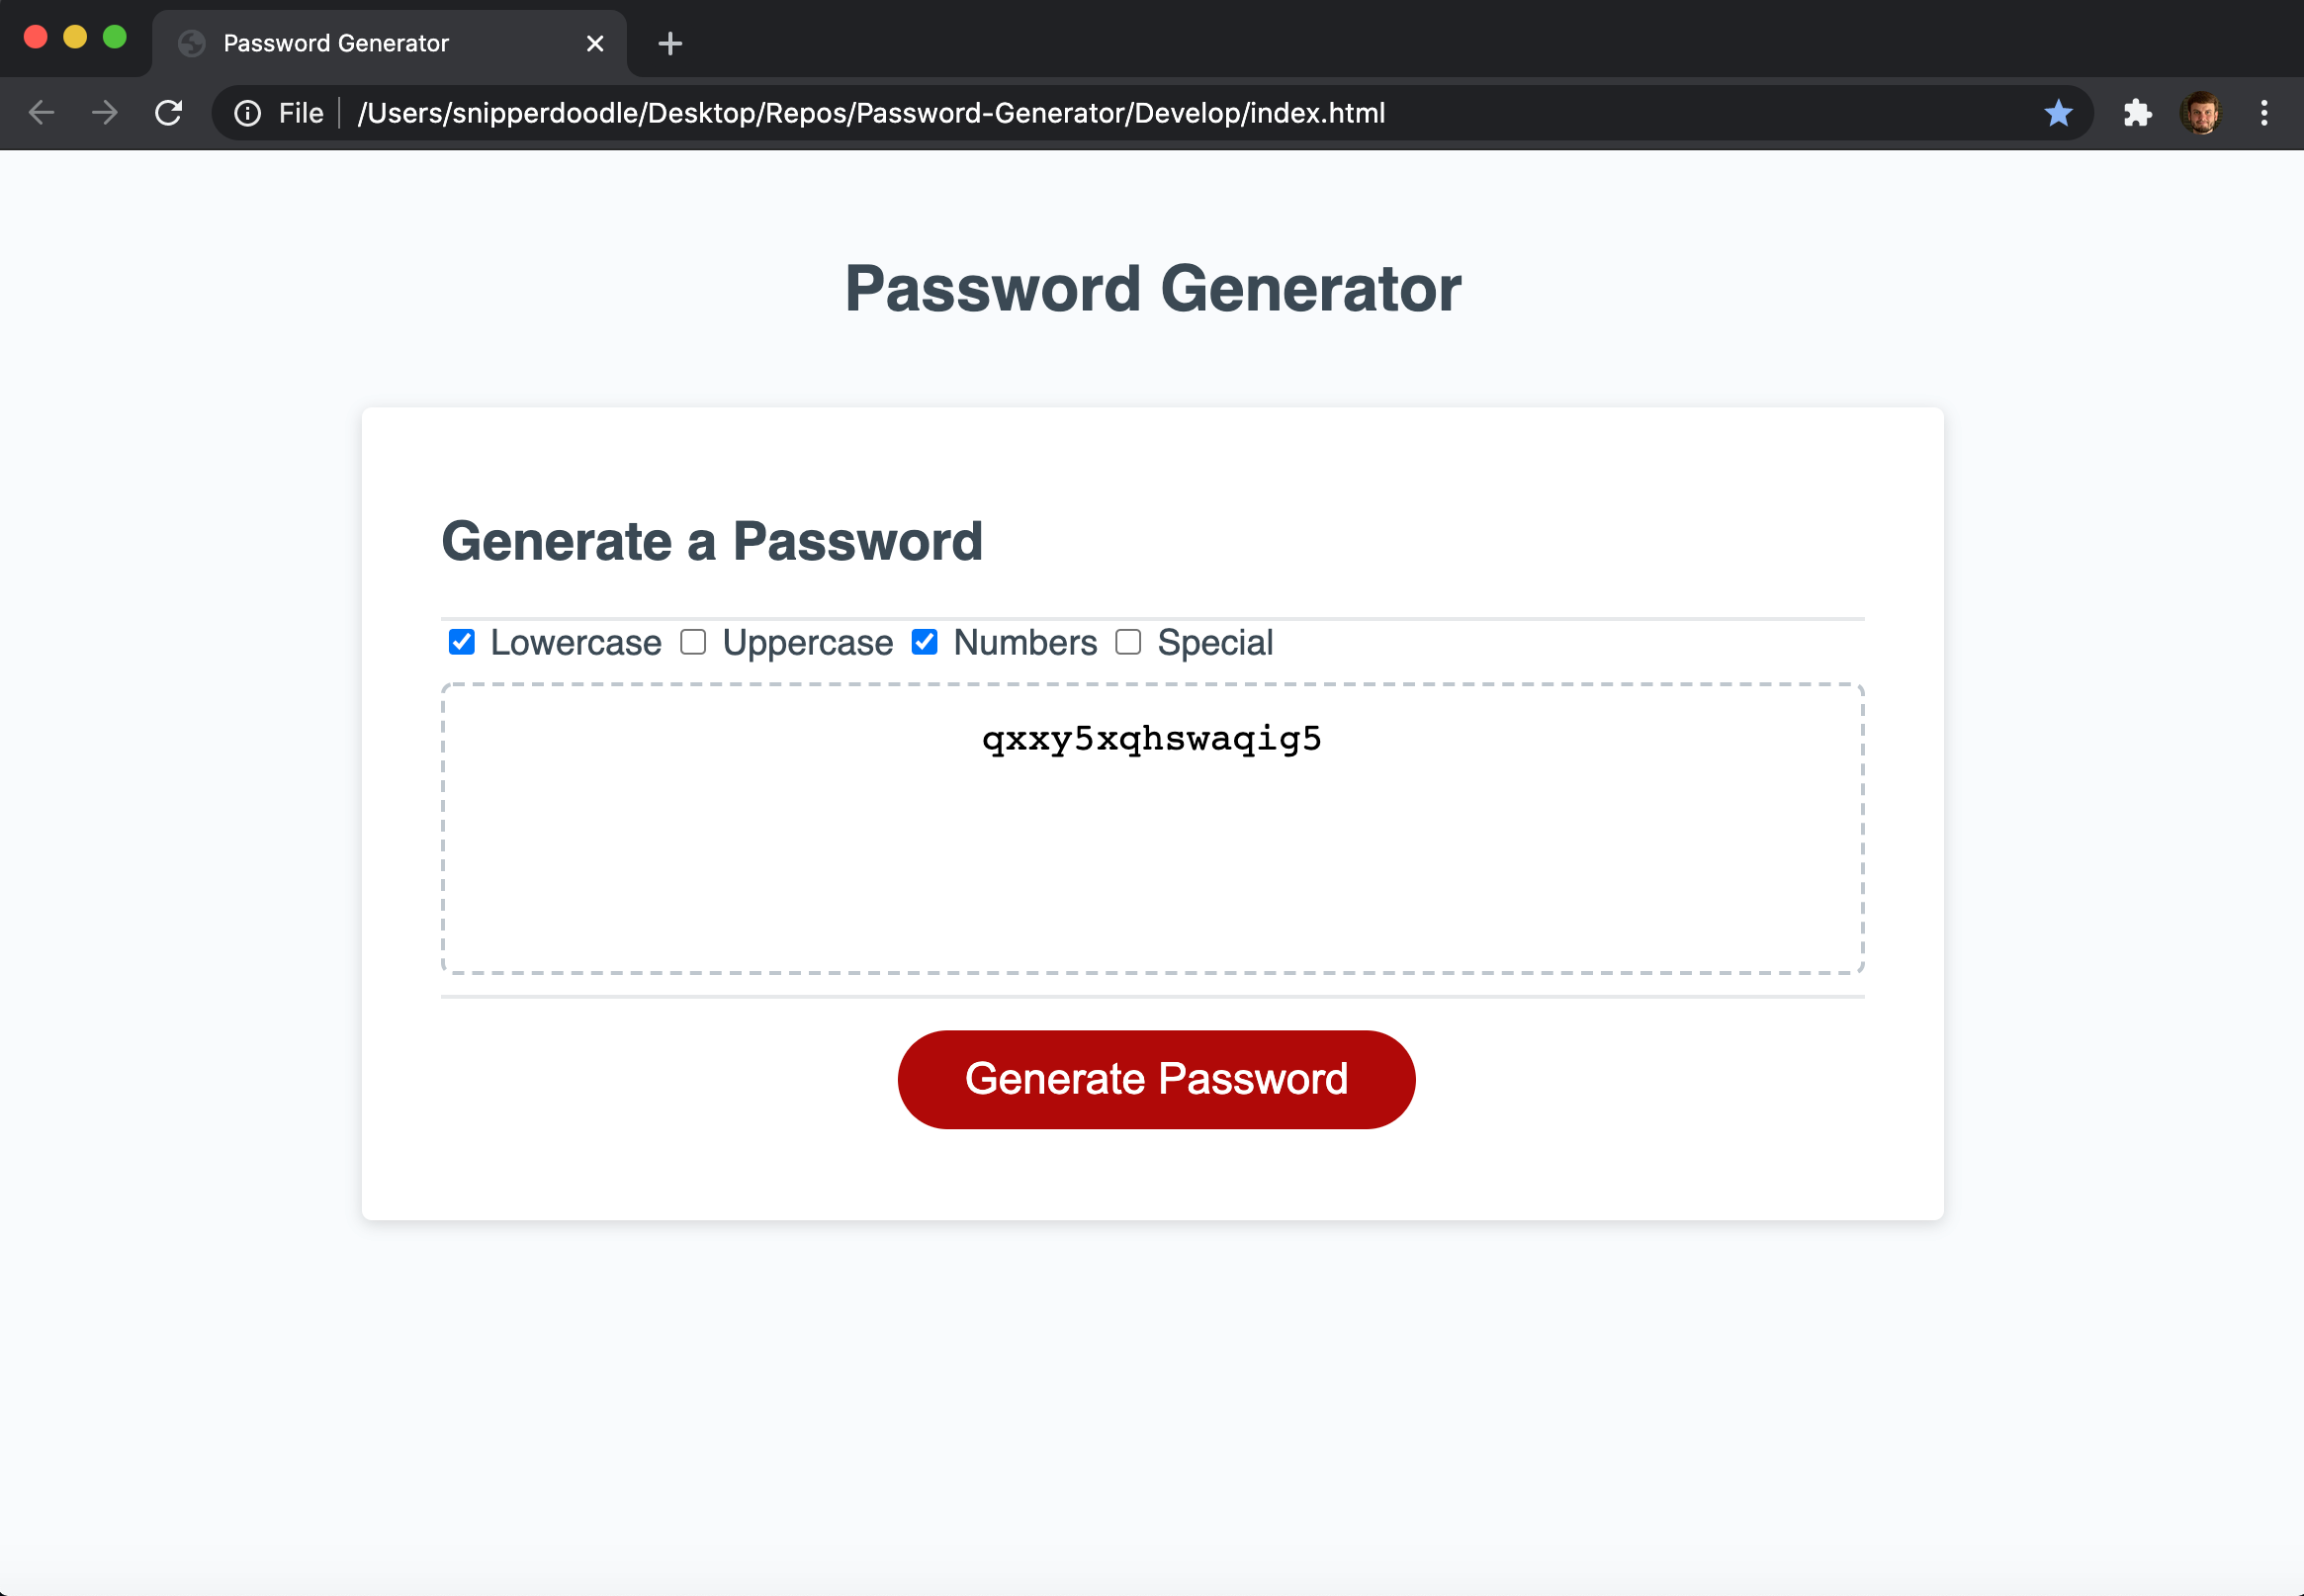 Password Generator
File /Users/snipperdoodle/Desktop/Repos/Password-Generator/Develop/index.html
Password Generator
Generate a Password
Lowercase Uppercase Numbers Special
qxxy5xqhswaqig5
Generate Password